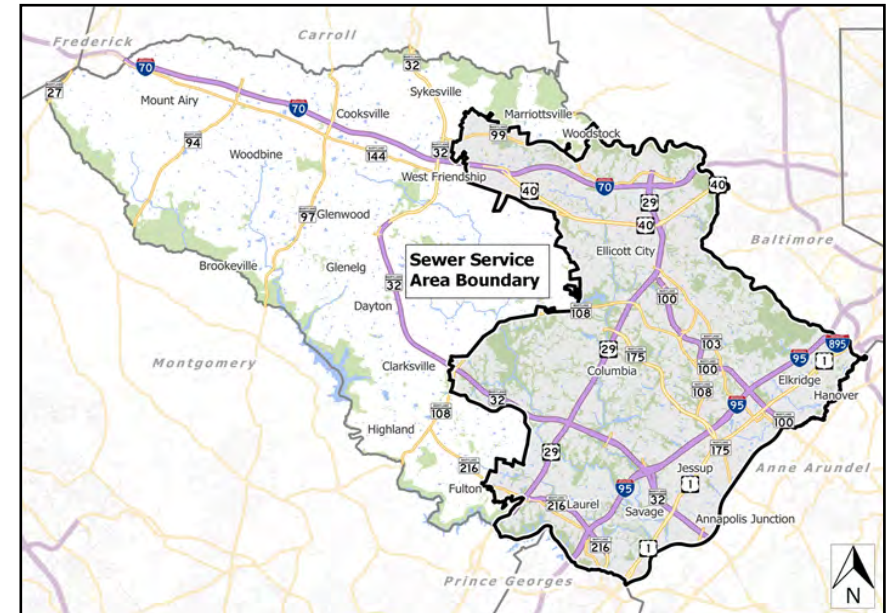 Frederick
Carroll
70
32
Sykesville
27
Mount Airy
70
Cooksville
Marriottsville
94
99
Woodstock
Woodbine
144
32
West Friendship
40
70
40
29
97
Glenwood
40
Ellicott City
Baltimore
Brookeville
Glenelg
Sewer Service
Area Boundary
32
Dayton
100
108
103
895
Montgomery
29
175
95
1
Columbia
100
Clarksville
108
Elkridge
32
95
Hanover
108
100
Highland
29
175
216
Jessup
Anne Arundel
Fulton
95
1
216
Laurel
32
Savage
Annapolis Junction
216
1
Prince Georges
N